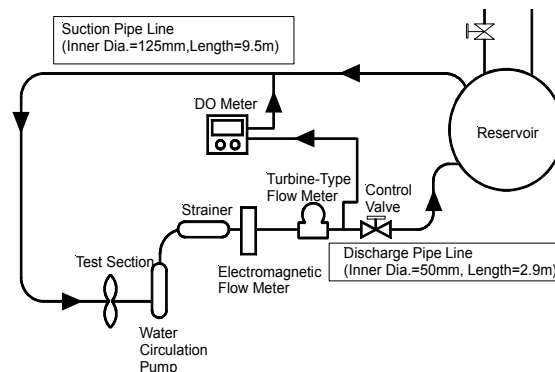 Suction Pipe Line
(Inner Dia.=125mm,Length=9.5m)
DO Meter
Reservoir
Turbine-Type
Flow Meter
Control
Valve
Strainer
Test Section
Electromagnetic
Flow Meter
Discharge Pipe Line
(Inner Dia.=50mm, Length=2.9m)
Water
Circulation
Pump